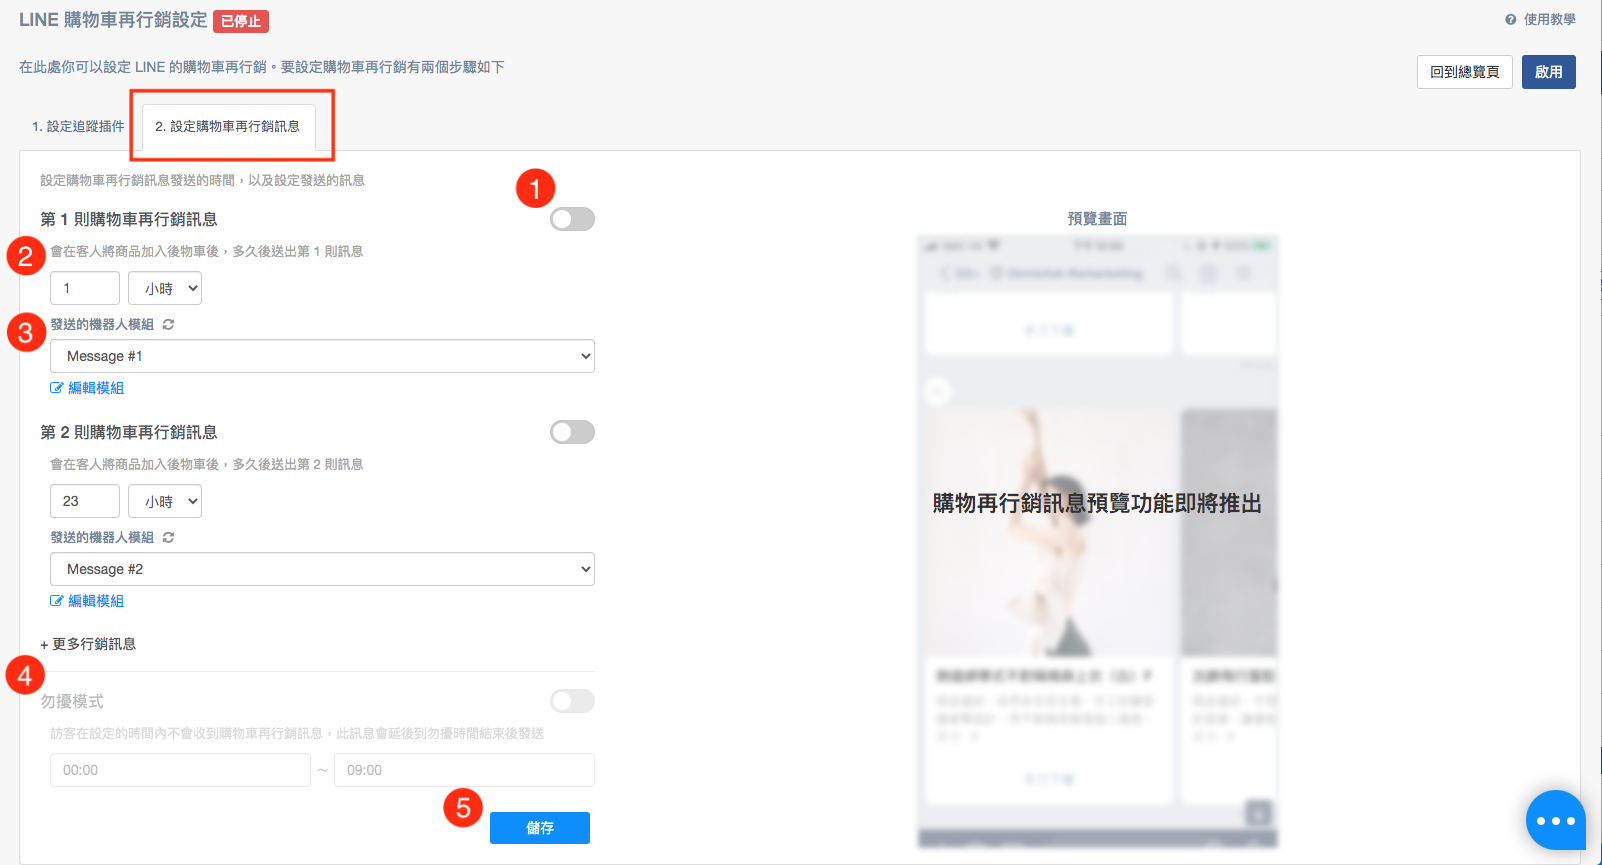 LINE 購物車再行銷設定 已停止
使用教學
在此處你可以設定 LINE 的購物車再行銷。要設定購物車再行銷有兩個步驟如下
回到總覽頁
啟用
1. 設定追蹤插件
2. 設定購物車再行銷訊息
設定購物車再行銷訊息發送的時間,以及設定發送的訊息
1
第 1 則購物車再行銷訊息
2
會在客人將商品加入後物車後,多久後送出第 1 則訊息
1
小時
3
發送的機器人模組
Message #1
編輯模組
第 2 則購物車再行銷訊息
會在客人將商品加入後物車後,多久後送出第 2 則訊息
23
小時
發送的機器人模組
Message #2
編輯模組
+ 更多行銷訊息
4
勿擾模式
訪客在設定的時間內不會收到購物車再行銷訊息,此訊息會延後到勿擾時間結束後發送
00:00 ~ 09:00
5
儲存
預覽畫面
Omnichat Remarketing
購物再行銷訊息預覽功能即將推出